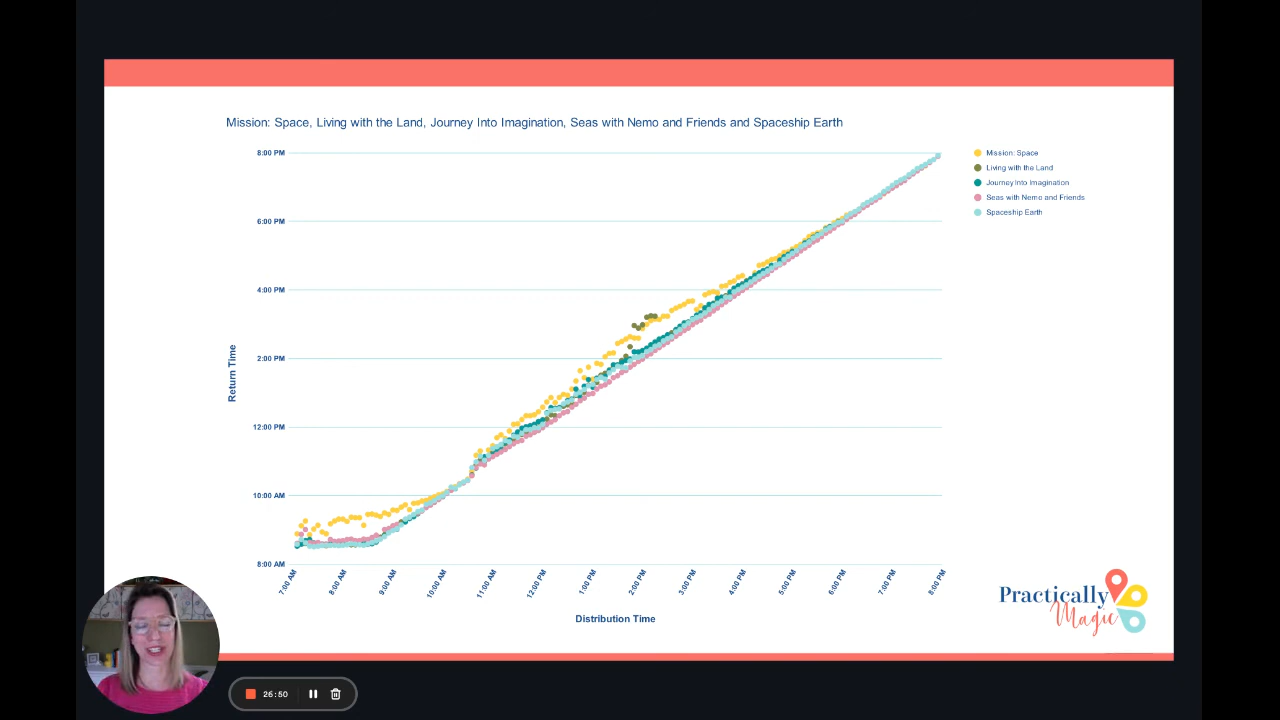 Mission: Space, Living with the Land, Journey Into Imagination, Seas with Nemo and Friends and Spaceship Earth
8:00 PM
6:00 PM
4:00 PM
2:00 PM
12:00 PM
10:00 AM
8:00 AM
Return Time
7:00 AM
8:00 AM
9:00 AM
10:00 AM
11:00 AM
12:00 PM
1:00 PM
2:00 PM
3:00 PM
4:00 PM
5:00 PM
6:00 PM
7:00 PM
8:00 PM
Distribution Time
Mission: Space
Living with the Land
Journey Into Imagination
Seas with Nemo and Friends
Spaceship Earth
Practically
Magic
26:50